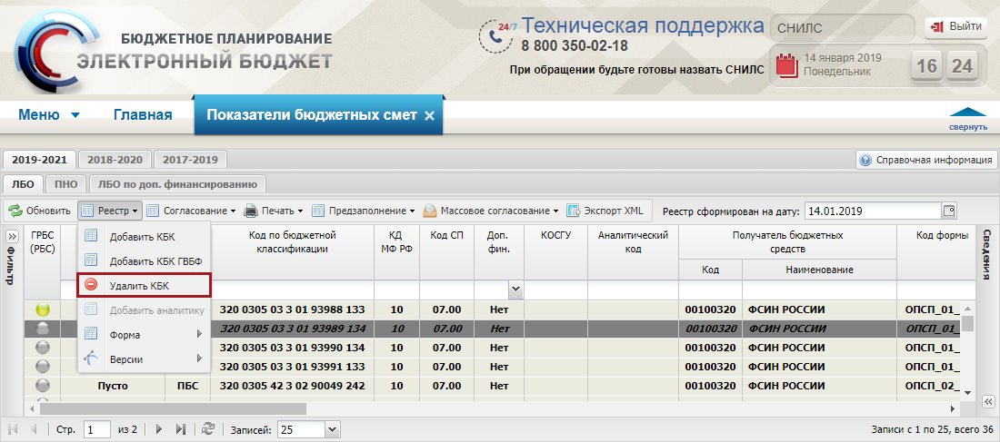 24/7 Техническая поддержка СНИЛС Выйти
БЮДЖЕТНОЕ ПЛАНИРОВАНИЕ 8 800 350-02-18
ЭЛЕКТРОННЫЙ БЮДЖЕТ При обращении будьте готовы назвать СНИЛС 14 января 2019 16 24
Понедельник
Меню Главная Показатели бюджетных смет
свернуть
2019-2021 2018-2020 2017-2019 Справочная информация
ЛБО ПНО ЛБО по доп. финансированию
Обновить Реестр Согласование Печать Предзаполнение Массовое согласование Экспорт XML Реестр сформирован на дату: 14.01.2019
Фильтр
ГРБС (РБС) Код по бюджетной классификации КД МФ РФ Код СП Доп. фин. КОСГУ Аналитический код Получатель бюджетных средств Код формы
Код Наименование
Сведения
Добавить КБК
Добавить КБК ГВБФ
Удалить КБК
Добавить аналитику
Форма
Версии
320 0305 03 3 01 93988 133 10 07.00 Нет 00100320 ФСИН РОССИИ ОПСП_01_
320 0305 03 3 01 93989 134 10 07.00 Нет 00100320 ФСИН РОССИИ ОПСП_01_
320 0305 03 3 01 93990 134 10 07.00 Нет 00100320 ФСИН РОССИИ ОПСП_01_
320 0305 03 3 01 93991 133 10 07.00 Нет 00100320 ФСИН РОССИИ ОПСП_01_
Пусто ПБС 320 0305 42 3 02 90049 242 10 07.00 Нет 00100320 ФСИН РОССИИ ОПСП_02_
Стр. 1 из 2 Записей: 25 Записи с 1 по 25, всего 36